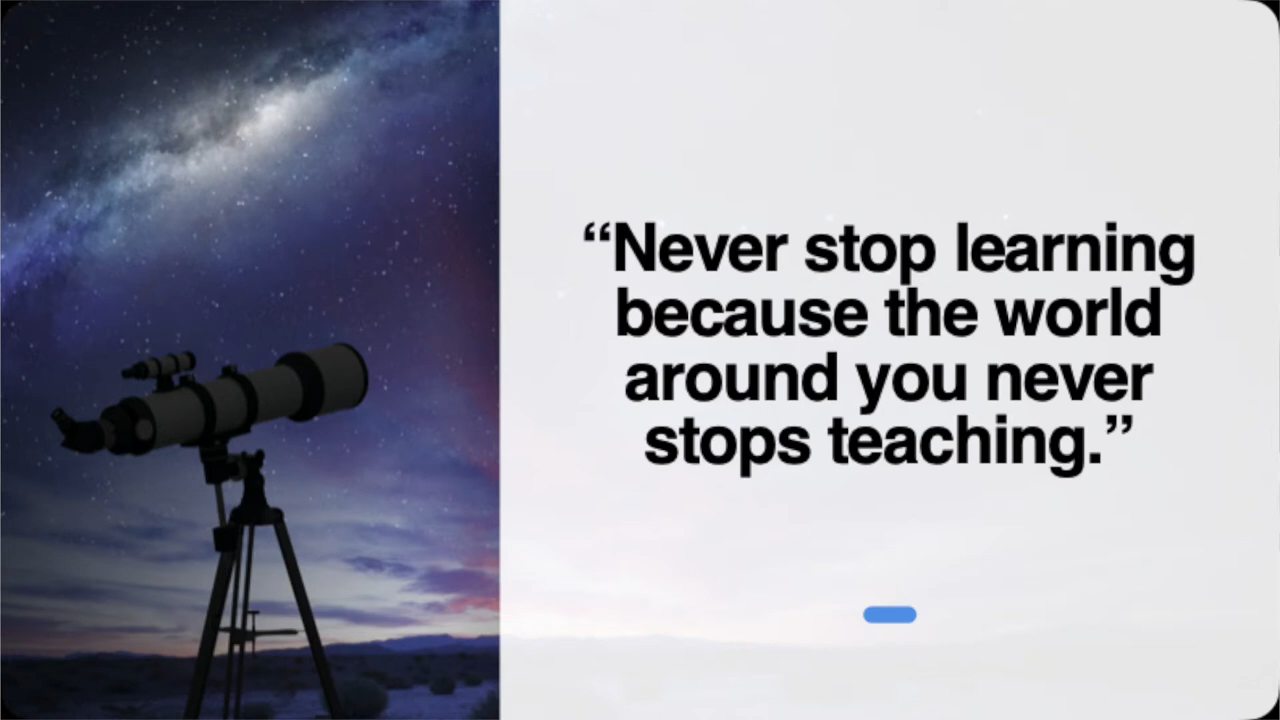 “Never stop learning
because the world
around you never
stops teaching.”